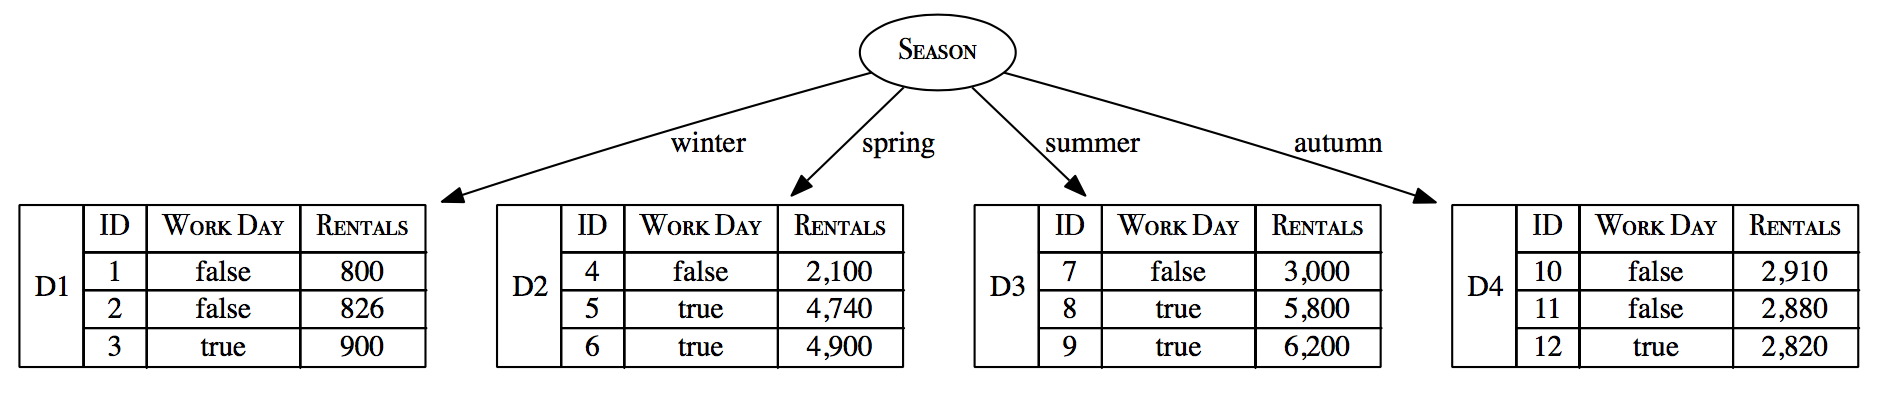 SEASON
winter spring summer autumn
D1
ID WORK DAY RENTALS
1 false 800
2 false 826
3 true 900
D2
ID WORK DAY RENTALS
4 false 2,100
5 true 4,740
6 true 4,900
D3
ID WORK DAY RENTALS
7 false 3,000
8 true 5,800
9 true 6,200
D4
ID WORK DAY RENTALS
10 false 2,910
11 false 2,880
12 true 2,820